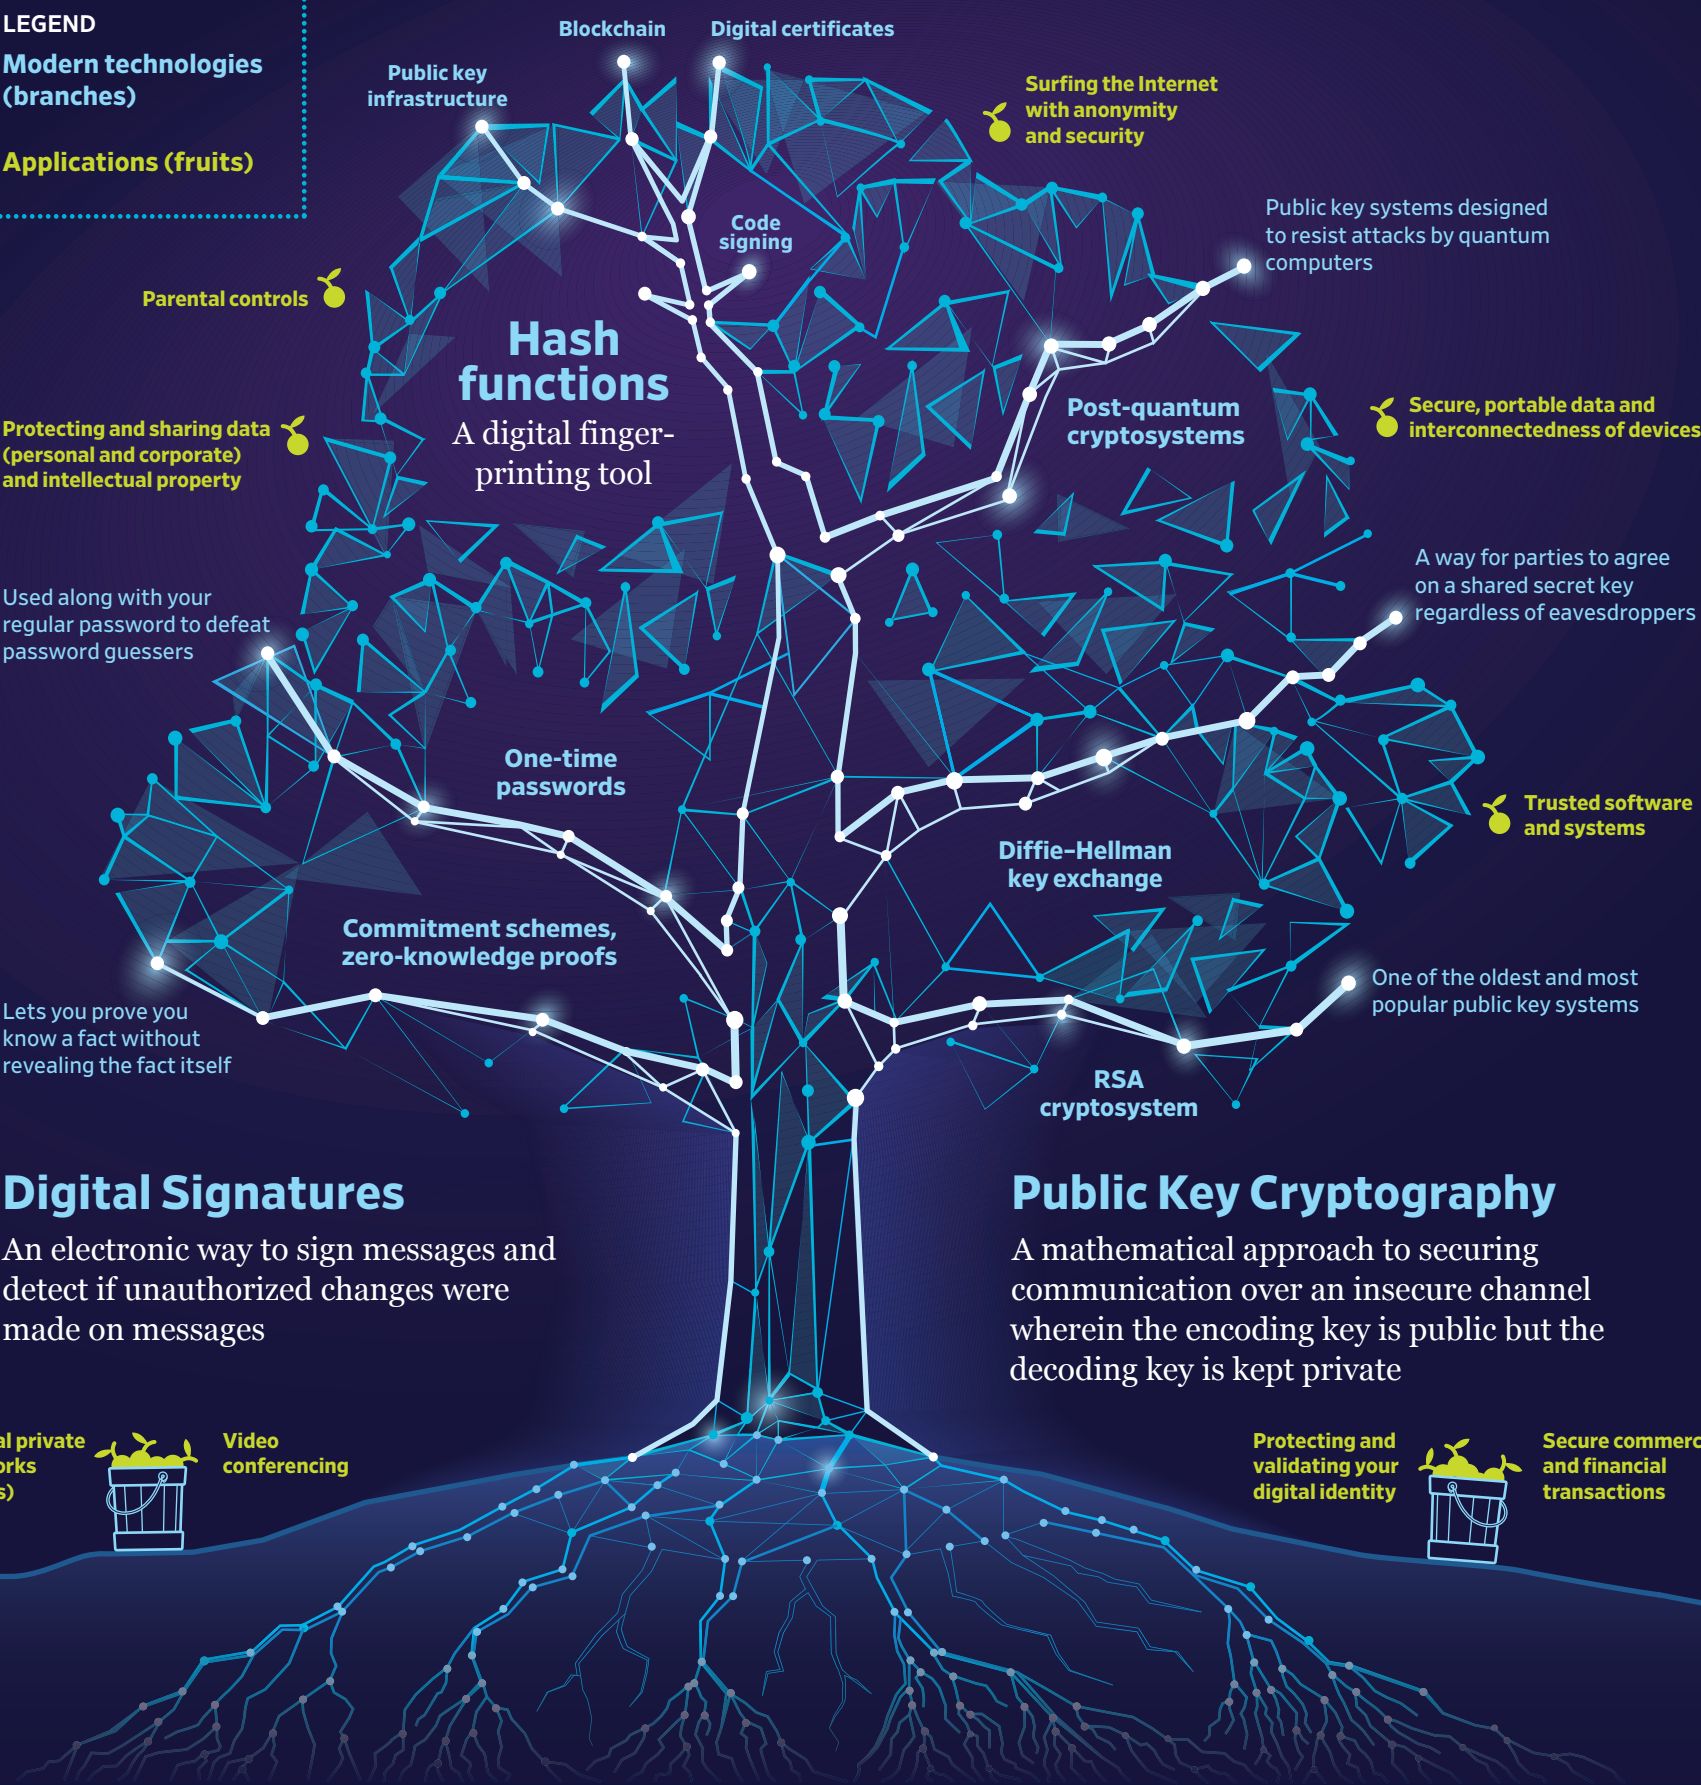 LEGEND
Modern technologies
(branches)
Applications (fruits)
Blockchain
Digital certificates
Public key
infrastructure
Surfing the Internet
with anonymity
and security
Code
signing
Public key systems designed
to resist attacks by quantum
computers
Parental controls
Hash
functions
A digital finger-
printing tool
Post-quantum
cryptosystems
Secure, portable data and
interconnectedness of devices
Protecting and sharing data
(personal and corporate)
and intellectual property
A way for parties to agree
on a shared secret key
regardless of eavesdroppers
Used along with your
regular password to defeat
password guessers
One-time
passwords
Trusted software
and systems
Diffie–Hellman
key exchange
Commitment schemes,
zero-knowledge proofs
One of the oldest and most
popular public key systems
Lets you prove you
know a fact without
revealing the fact itself
RSA
cryptosystem
Digital Signatures
An electronic way to sign messages and
detect if unauthorized changes were
made on messages
Public Key Cryptography
A mathematical approach to securing
communication over an insecure channel
wherein the encoding key is public but the
decoding key is kept private
private
Video
conferencing
Protecting and
validating your
digital identity
Secure
and financial
transactions